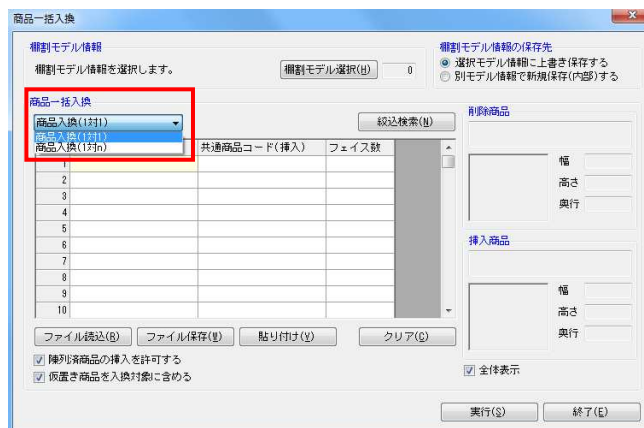 商品一括入換
棚割モデル情報
棚割モデル情報を選択します。
棚割モデル選択(H)
0
棚割モデル情報の保存先
選択モデル情報に上書き保存する
別モデル情報で新規保存(内部)する
商品一括入換
商品入換(1対1)
絞込検索(N)
商品入換(1対1)
商品入換(1対n)
共通商品コード(挿入)
フェイス数
1
2
3
4
5
6
7
8
9
10
ファイル読込(R)
ファイル保存(W)
貼り付け(V)
クリア(C)
陳列済商品の挿入を許可する
仮置き商品を入換対象に含める
削除商品
幅
高さ
奥行
挿入商品
幅
高さ
奥行
全体表示
実行(S)
終了(E)